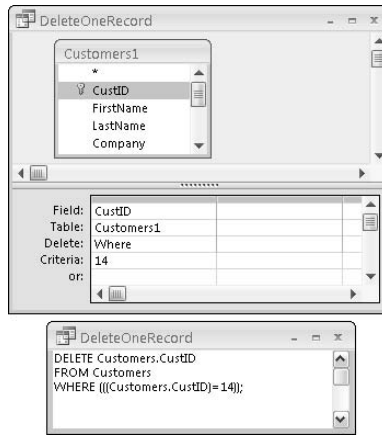 DeleteOneRecord
Customers1
*
CustID
FirstName
LastName
Company
Field: CustID
Table: Customers1
Delete: Where
Criteria: 14
or:
DeleteOneRecord
DELETE Customers.CustID
FROM Customers
WHERE (((Customers.CustID)=14));